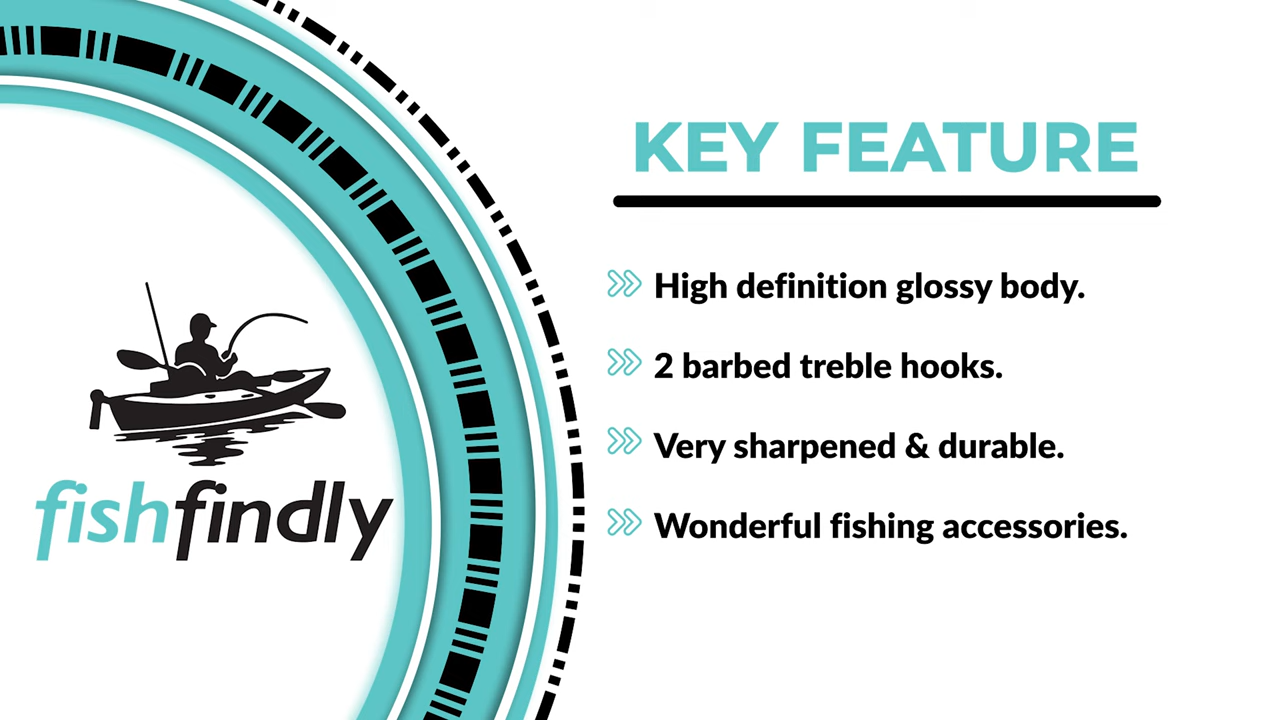 KEY FEATURE
High definition glossy body.
2 barbed treble hooks.
Very sharpened & durable.
Wonderful fishing accessories.
fishfindly